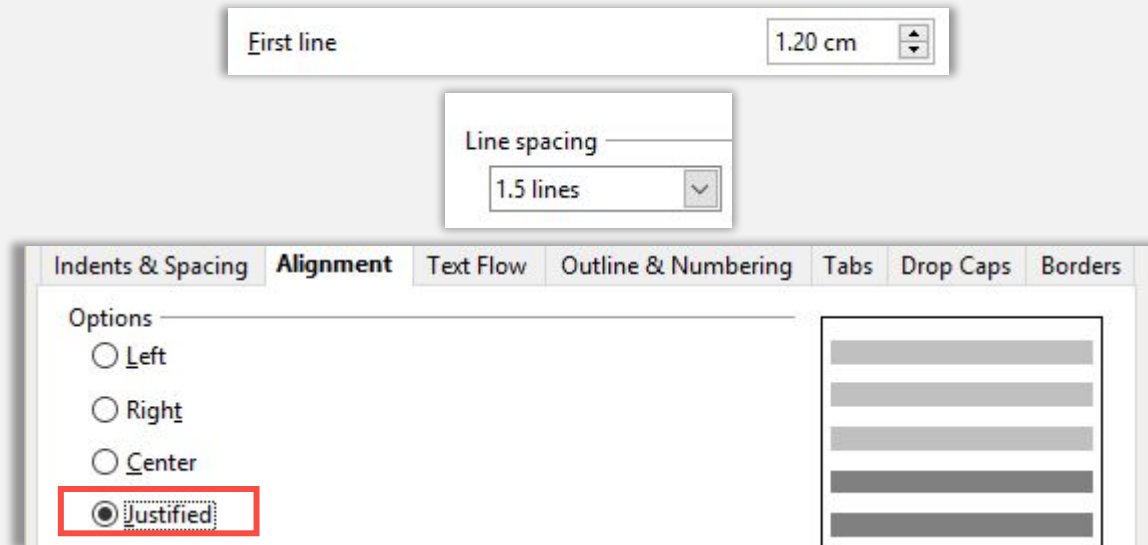 First line 1.20 cm
Line spacing
1.5 lines
Indents & Spacing Alignment Text Flow Outline & Numbering Tabs Drop Caps Borders
Options
Left
Right
Center
Justified